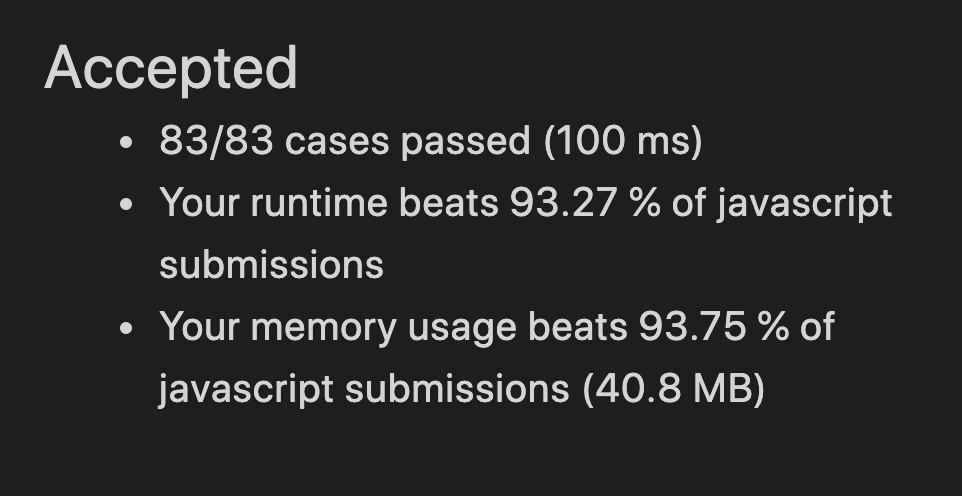 Accepted
• 83/83 cases passed (100 ms)
• Your runtime beats 93.27 % of javascript
submissions
• Your memory usage beats 93.75 % of
javascript submissions (40.8 MB)